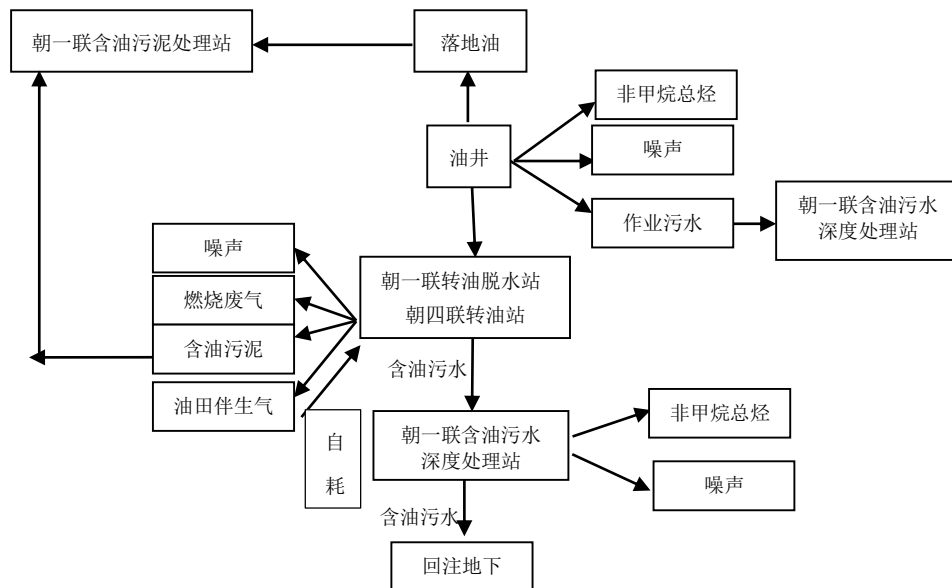 朝一联含油污泥处理站
落地油
非甲烷总烃
油井
噪声
作业污水
朝一联含油污水
深度处理站
噪声
燃烧废气
含油污泥
油田伴生气
朝一联转油脱水站
朝四联转油站
含油污水
自
耗
朝一联含油污水
深度处理站
非甲烷总烃
噪声
含油污水
回注地下